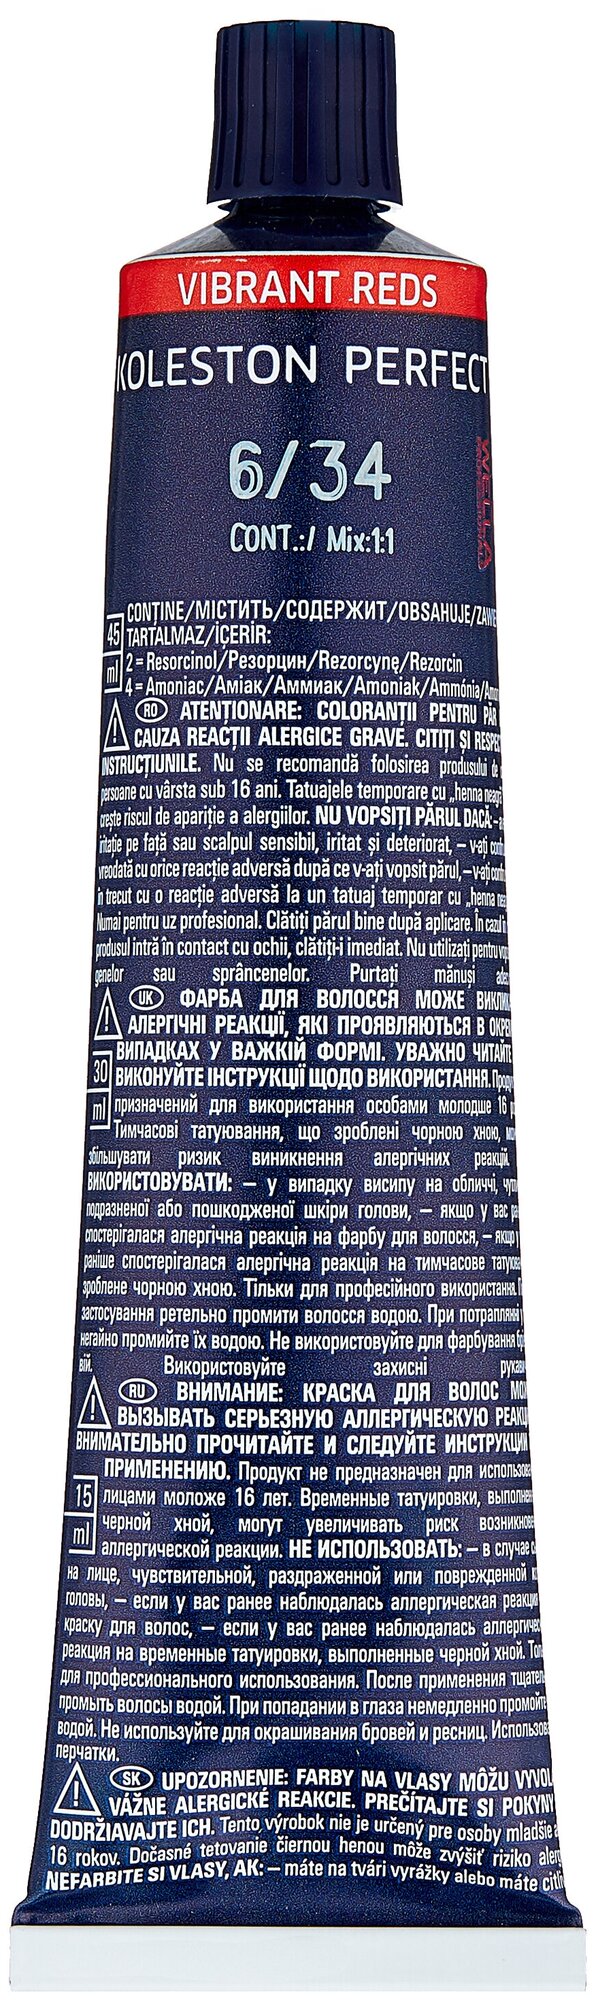 VIBRANT REDS
KOLESTON PERFECT
6/34
WELLA
CONT.:/ Mix:1:1
45 ml
CONȚINE/МІСТИТЬ/СОДЕРЖИТ/OBSAHUJE/
TARTALMAZ/İÇERİR:
2 = Resorcinol/Резорцин/Rezorcynę/Rezorcin
4 = Amoniac/Аміак/Аммиак/Amoniak/Ammónia/
RO ATENȚIONARE: COLORANȚII PENTRU PĂR
CAUZA REACȚII ALERGICE GRAVE. CITIȚI ȘI
INSTRUCȚIUNILE. Nu se recomandă folosirea produsului de
persoane cu vârsta sub 16 ani. Tatuajele temporare cu „henna
crește riscul de apariție a alergiilor. NU VOPSIȚI PĂRUL DACĂ: –
iritație pe față sau scalpul sensibil, iritat și deteriorat, – v-ați
vreodată cu orice reacție adversă după ce v-ați vopsit părul, – v-ați
în trecut cu o reacție adversă la un tatuaj temporar cu „henna
Numai pentru uz profesional. Clătiți părul bine după aplicare. În cazul
produsul intră în contact cu ochii, clătiți-i imediat. Nu utilizați pentru
genelor sau sprâncenelor. Purtați mănuși
UK ФАРБА ДЛЯ ВОЛОССЯ МОЖЕ
АЛЕРГІЧНІ РЕАКЦІЇ, ЯКІ ПРОЯВЛЯЮТЬСЯ В
30 ml
ВИПАДКАХ У ВАЖКІЙ ФОРМІ. УВАЖНО ЧИТАЙТЕ
ВИКОНУЙТЕ ІНСТРУКЦІЇ ЩОДО ВИКОРИСТАННЯ.
призначений для використання особами молодше 16
Тимчасові татуювання, що зроблені чорною хною,
збільшувати ризик виникнення алергічних реакцій.
ВИКОРИСТОВУВАТИ: – у випадку висипу на обличчі,
подразненої або пошкодженої шкіри голови, – якщо у вас
спостерігалася алергічна реакція на фарбу для волосся, – якщо
раніше спостерігалася алергічна реакція на тимчасове
зроблене чорною хною. Тільки для професійного використання.
застосування ретельно промити волосся водою. При потраплянні
негайно промийте їх водою. Не використовуйте для фарбування
вій. Використовуйте захисні
RU ВНИМАНИЕ: КРАСКА ДЛЯ ВОЛОС
ВЫЗЫВАТЬ СЕРЬЕЗНУЮ АЛЛЕРГИЧЕСКУЮ
ВНИМАТЕЛЬНО ПРОЧИТАЙТЕ И СЛЕДУЙТЕ ИНСТРУКЦИИ
ПРИМЕНЕНИЮ. Продукт не предназначен для
15 ml
лицами моложе 16 лет. Временные татуировки,
черной хной, могут увеличивать риск
аллергической реакции. НЕ ИСПОЛЬЗОВАТЬ: – в случае
на лице, чувствительной, раздраженной или поврежденной
головы, – если у вас ранее наблюдалась аллергическая реакция
краску для волос, – если у вас ранее наблюдалась
реакция на временные татуировки, выполненные черной хной.
для профессионального использования. После применения
промыть волосы водой. При попадании в глаза немедленно
водой. Не используйте для окрашивания бровей и ресниц.
перчатки.
SK UPOZORNENIE: FARBY NA VLASY MÔŽU
VÁŽNE ALERGICKÉ REAKCIE. PREČÍTAJTE SI POKYNY
DODRŽIAVAJTE ICH. Tento výrobok nie je určený pre osoby mladšie
16 rokov. Dočasné tetovanie čiernou henou môže zvýšiť riziko
NEFARBITE SI VLASY, AK: – máte na tvári vyrážky alebo máte